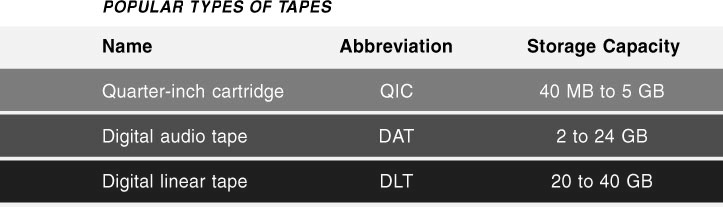 POPULAR TYPES OF TAPES
Name Abbreviation Storage Capacity
Quarter-inch cartridge QIC 40 MB to 5 GB
Digital audio tape DAT 2 to 24 GB
Digital linear tape DLT 20 to 40 GB